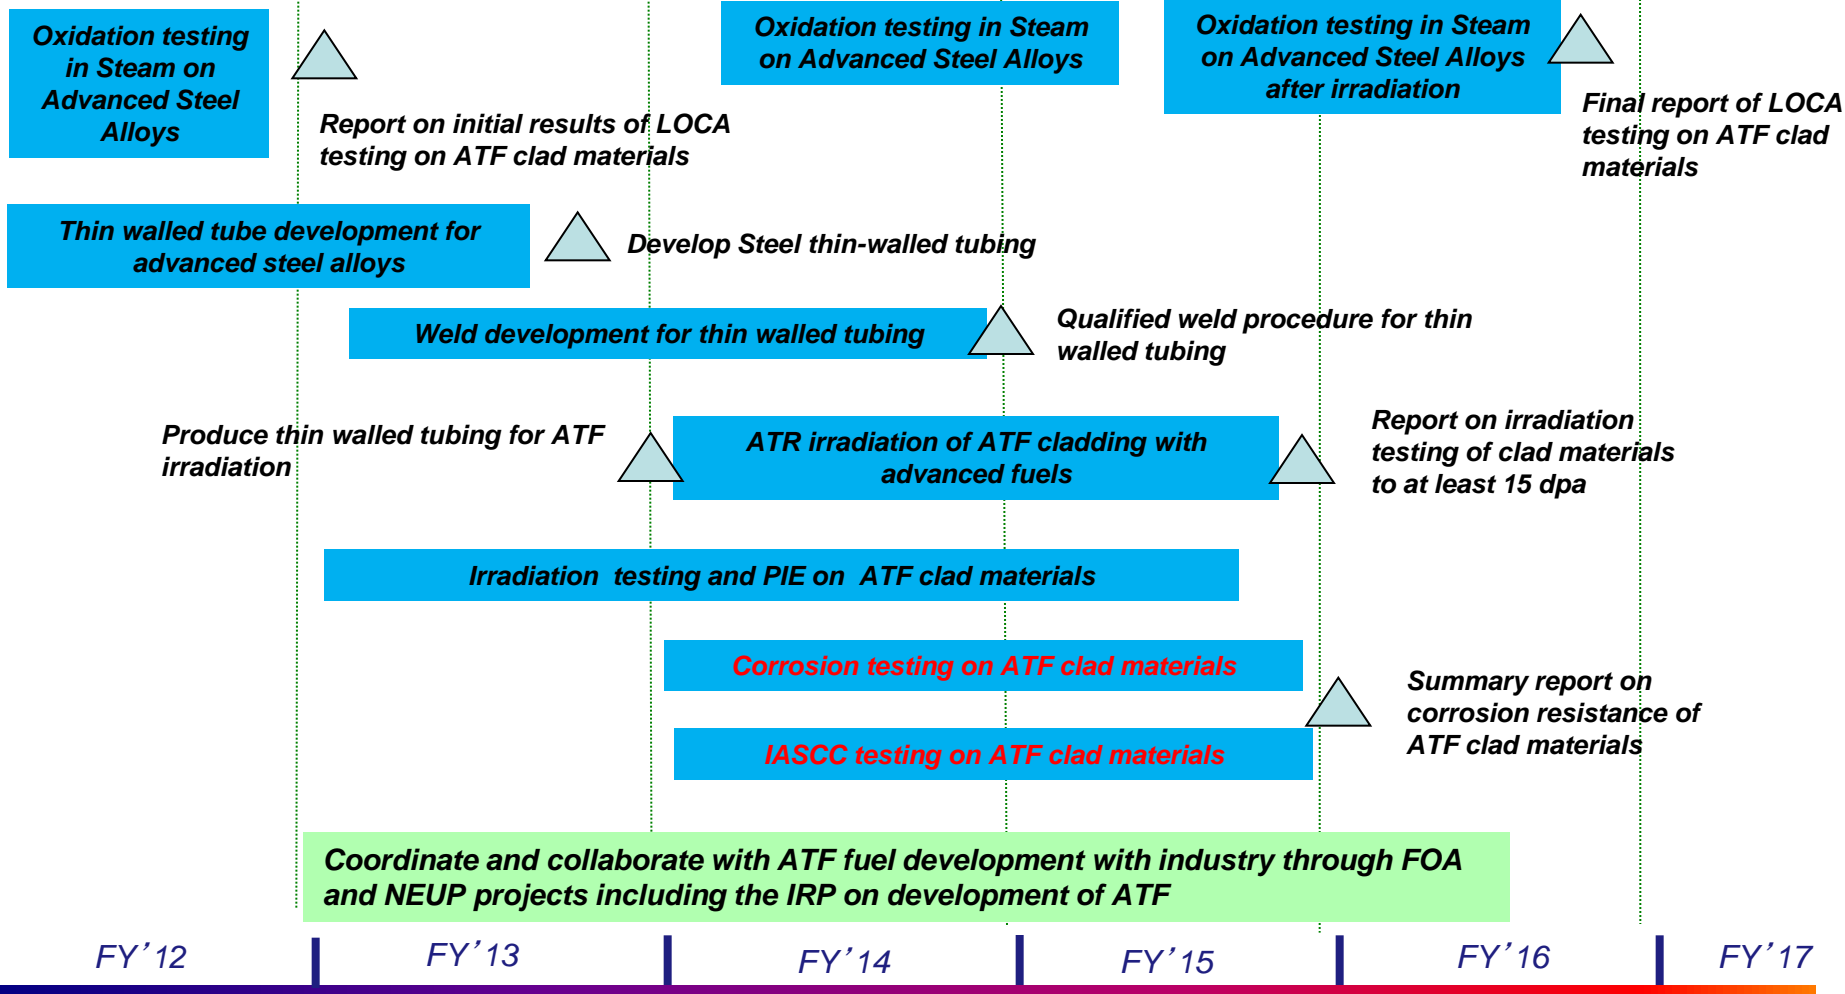 Oxidation testing
in Steam on
Advanced Steel
Alloys
Report on initial results of LOCA
testing on ATF clad materials
Oxidation testing in Steam
on Advanced Steel Alloys
Oxidation testing in Steam
on Advanced Steel Alloys
after irradiation
Final report of LOCA
testing on ATF clad
materials
Thin walled tube development for
advanced steel alloys
Develop Steel thin-walled tubing
Weld development for thin walled tubing
Qualified weld procedure for thin
walled tubing
Produce thin walled tubing for ATF
irradiation
ATR irradiation of ATF cladding with
advanced fuels
Report on irradiation
testing of clad materials
to at least 15 dpa
Irradiation testing and PIE on ATF clad materials
Corrosion testing on ATF clad materials
Summary report on
corrosion resistance of
ATF clad materials
IASCC testing on ATF clad materials
Coordinate and collaborate with ATF fuel development with industry through FOA
and NEUP projects including the IRP on development of ATF
FY’12
FY’13
FY’14
FY’15
FY’16
FY’17